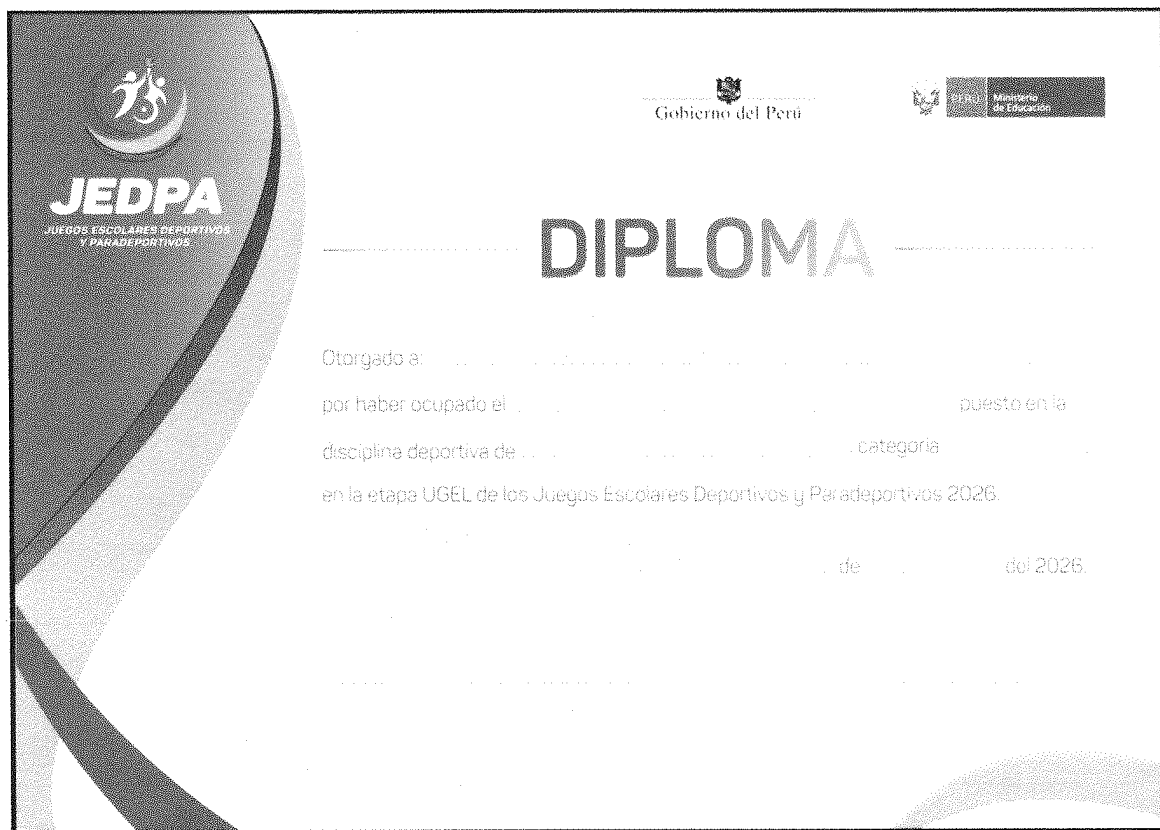 JEDPA
JUEGOS ESCOLARES DEPORTIVOS
Y PARADEPORTIVOS
Gobierno del Perú
PERÚ Ministerio
de Educación
DIPLOMA
Otorgado a:
por haber ocupado el puesto en la
disciplina deportiva de categoría
en la etapa UGEL de los Juegos Escolares Deportivos y Paradeportivos 2026.
de del 2026.